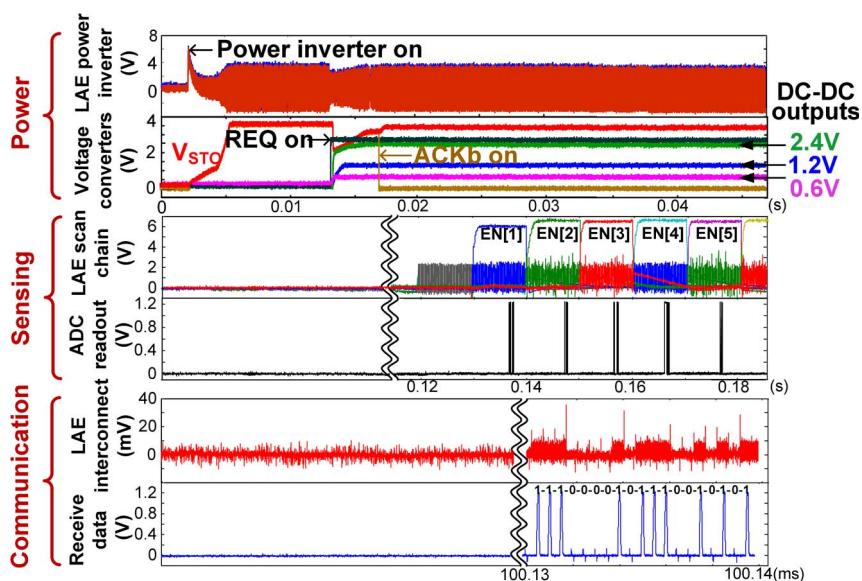 Power
LAE power
inverter
(V)
8
4
0
Power inverter on
Voltage
converters
(V)
4
2
0
V_STO
REQ on
ACKb on
DC-DC
outputs
2.4V
1.2V
0.6V
0 0.01 0.02 0.03 0.04 (s)
Sensing
LAE scan
chain
(V)
6
4
2
0
EN[1] EN[2] EN[3] EN[4] EN[5]
ADC
readout
(V)
1.2
0.8
0.4
0
0.12 0.14 0.16 0.18 (s)
Communication
LAE
interconnect
(mV)
40
20
0
-20
Receive
data
(V)
1.2
0.8
0.4
0
1-1-1-0-0-0-0-1-0-1-1-1-0-0-1-0-1-0-1
100.13 100.14 (ms)